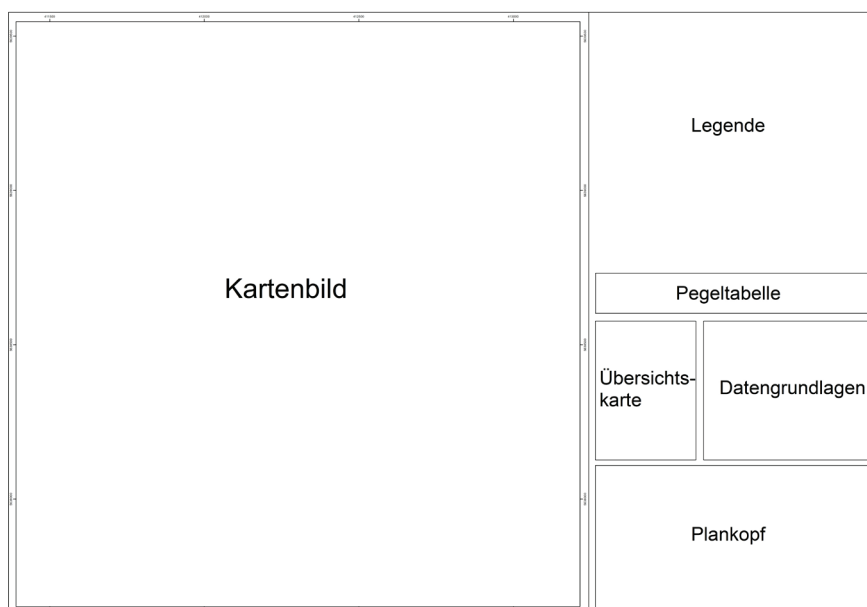 Kartenbild
Legende
Pegeltabelle
Übersichts-
karte
Datengrundlagen
Plankopf